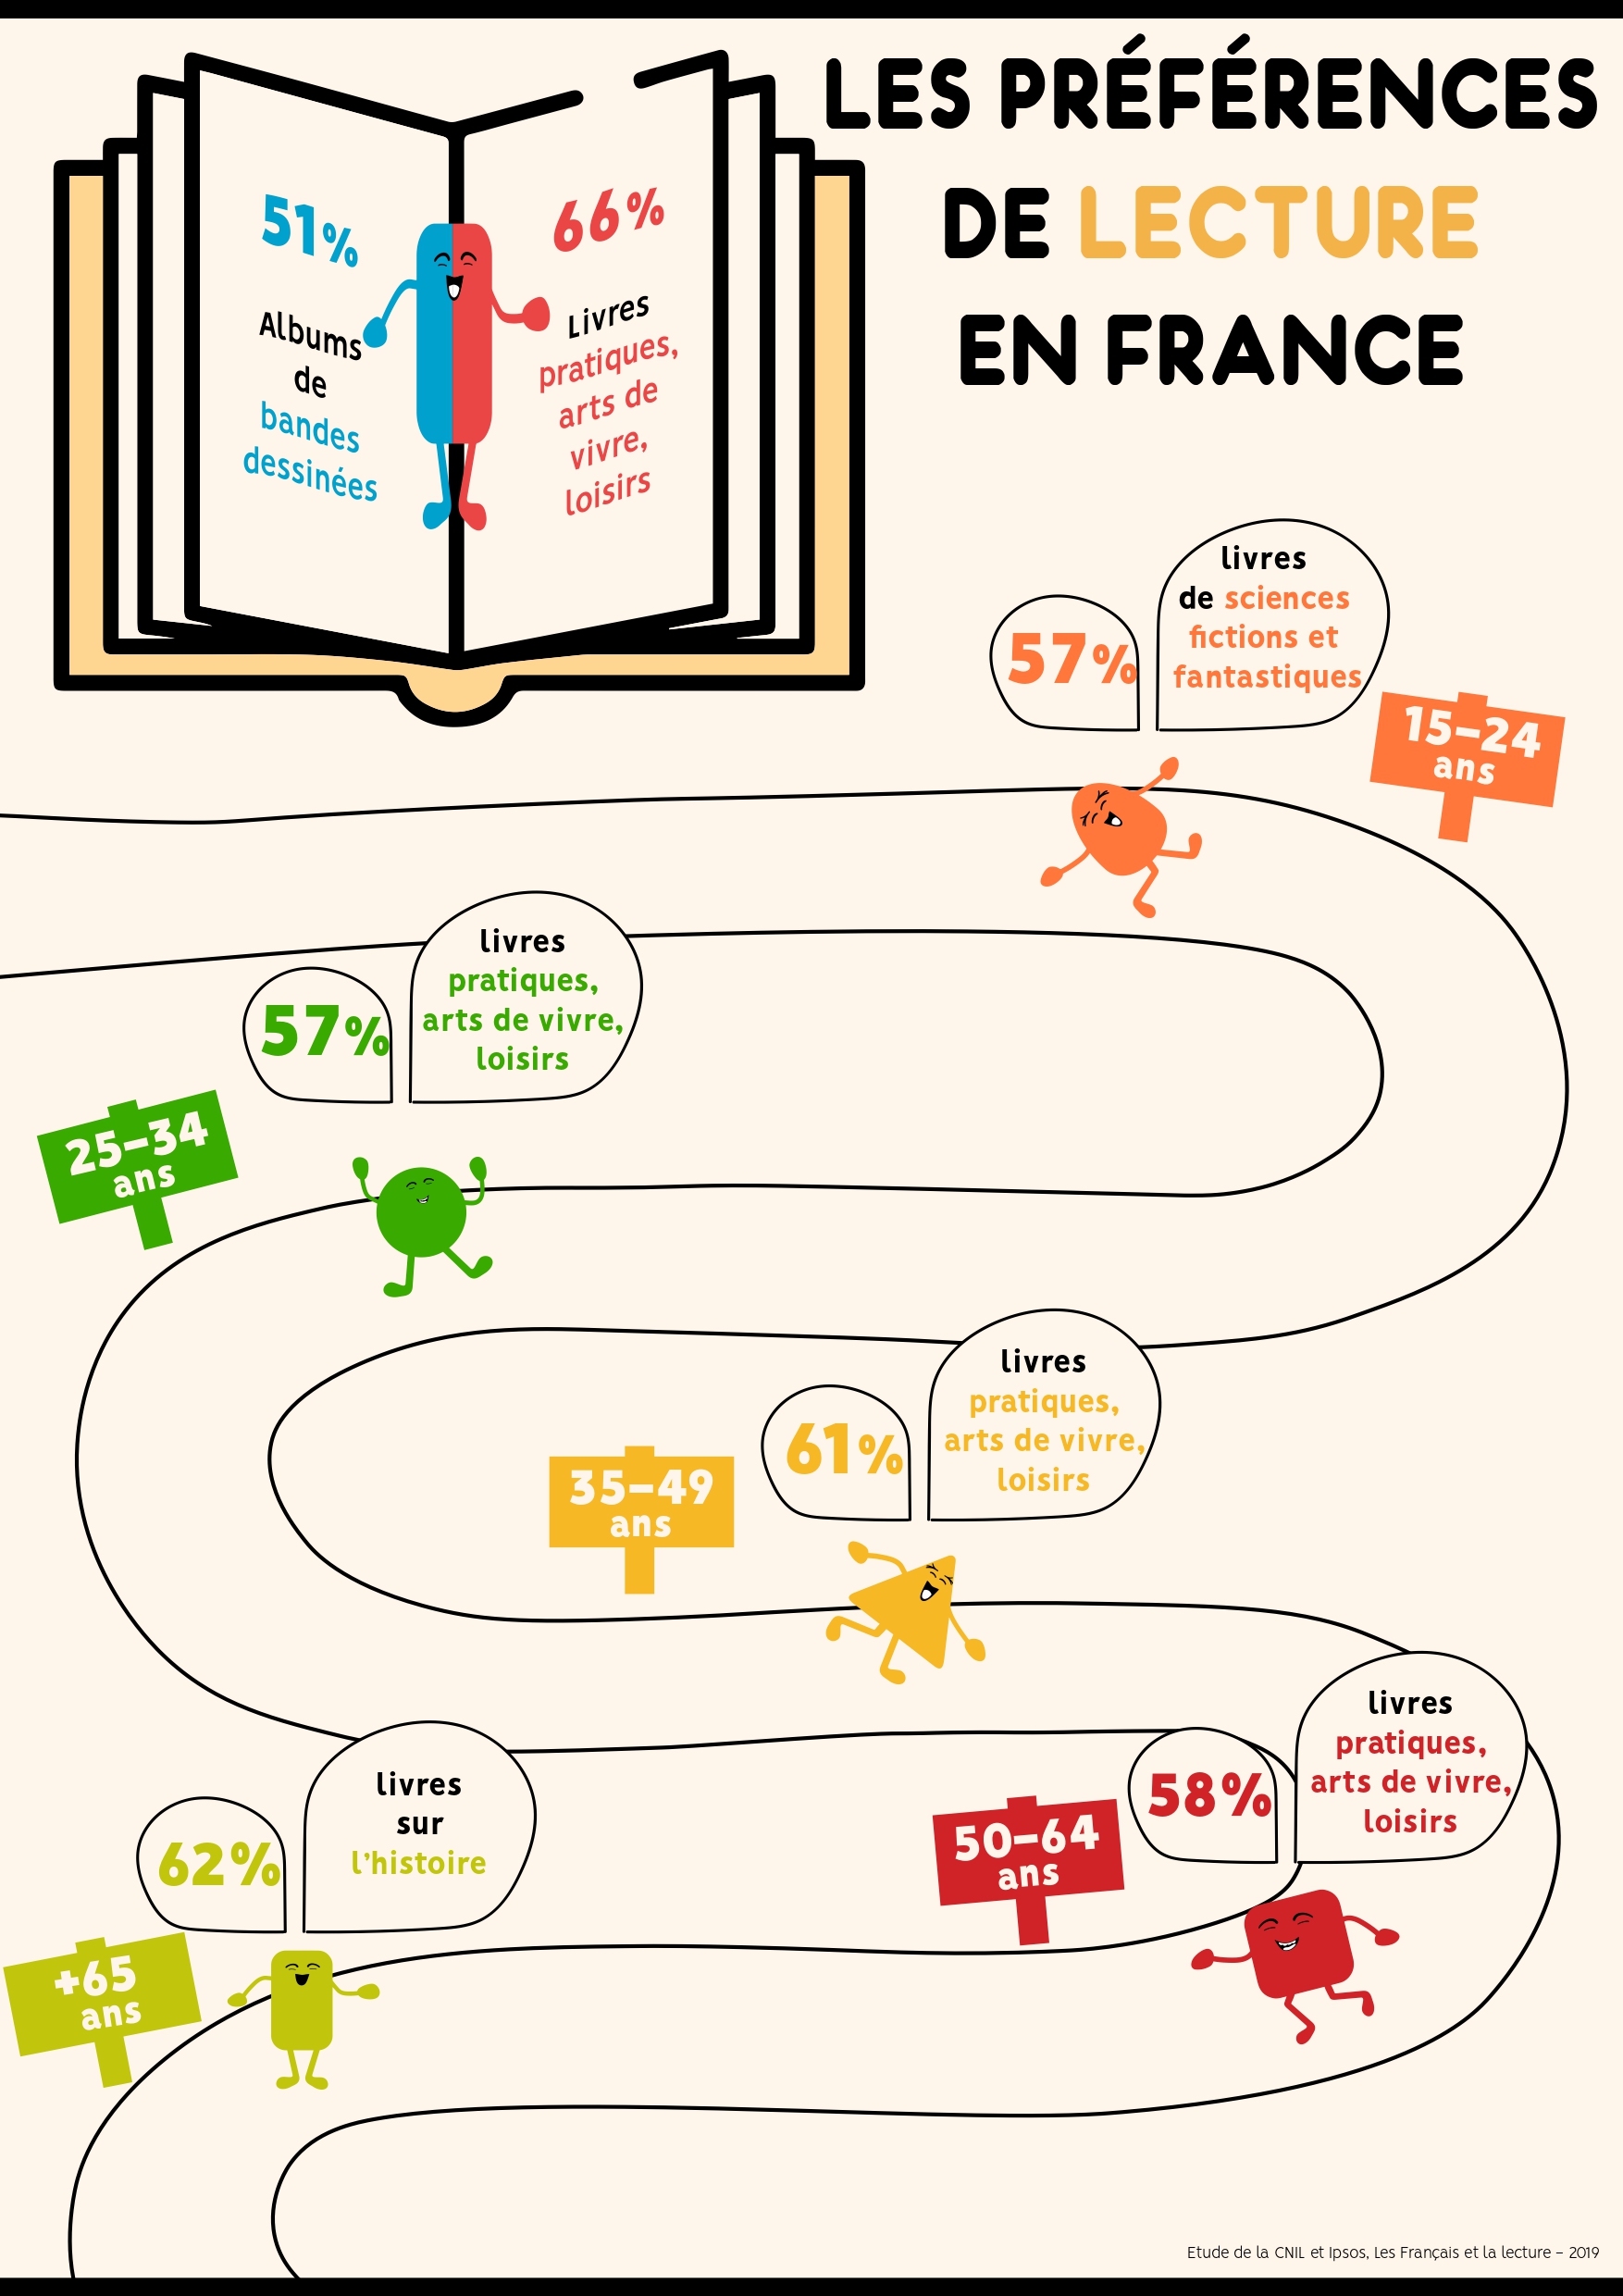 LES PRÉFÉRENCES
DE LECTURE
EN FRANCE
51%
Albums
de
bandes
dessinées
66%
Livres
pratiques,
arts de
vivre,
loisirs
57%
livres
de sciences
fictions et
fantastiques
15-24
ans
57%
livres
pratiques,
arts de vivre,
loisirs
25-34
ans
61%
livres
pratiques,
arts de vivre,
loisirs
35-49
ans
58%
livres
pratiques,
arts de vivre,
loisirs
50-64
ans
62%
livres
sur
l'histoire
+65
ans
Etude de la CNIL et Ipsos, Les Français et la lecture - 2019